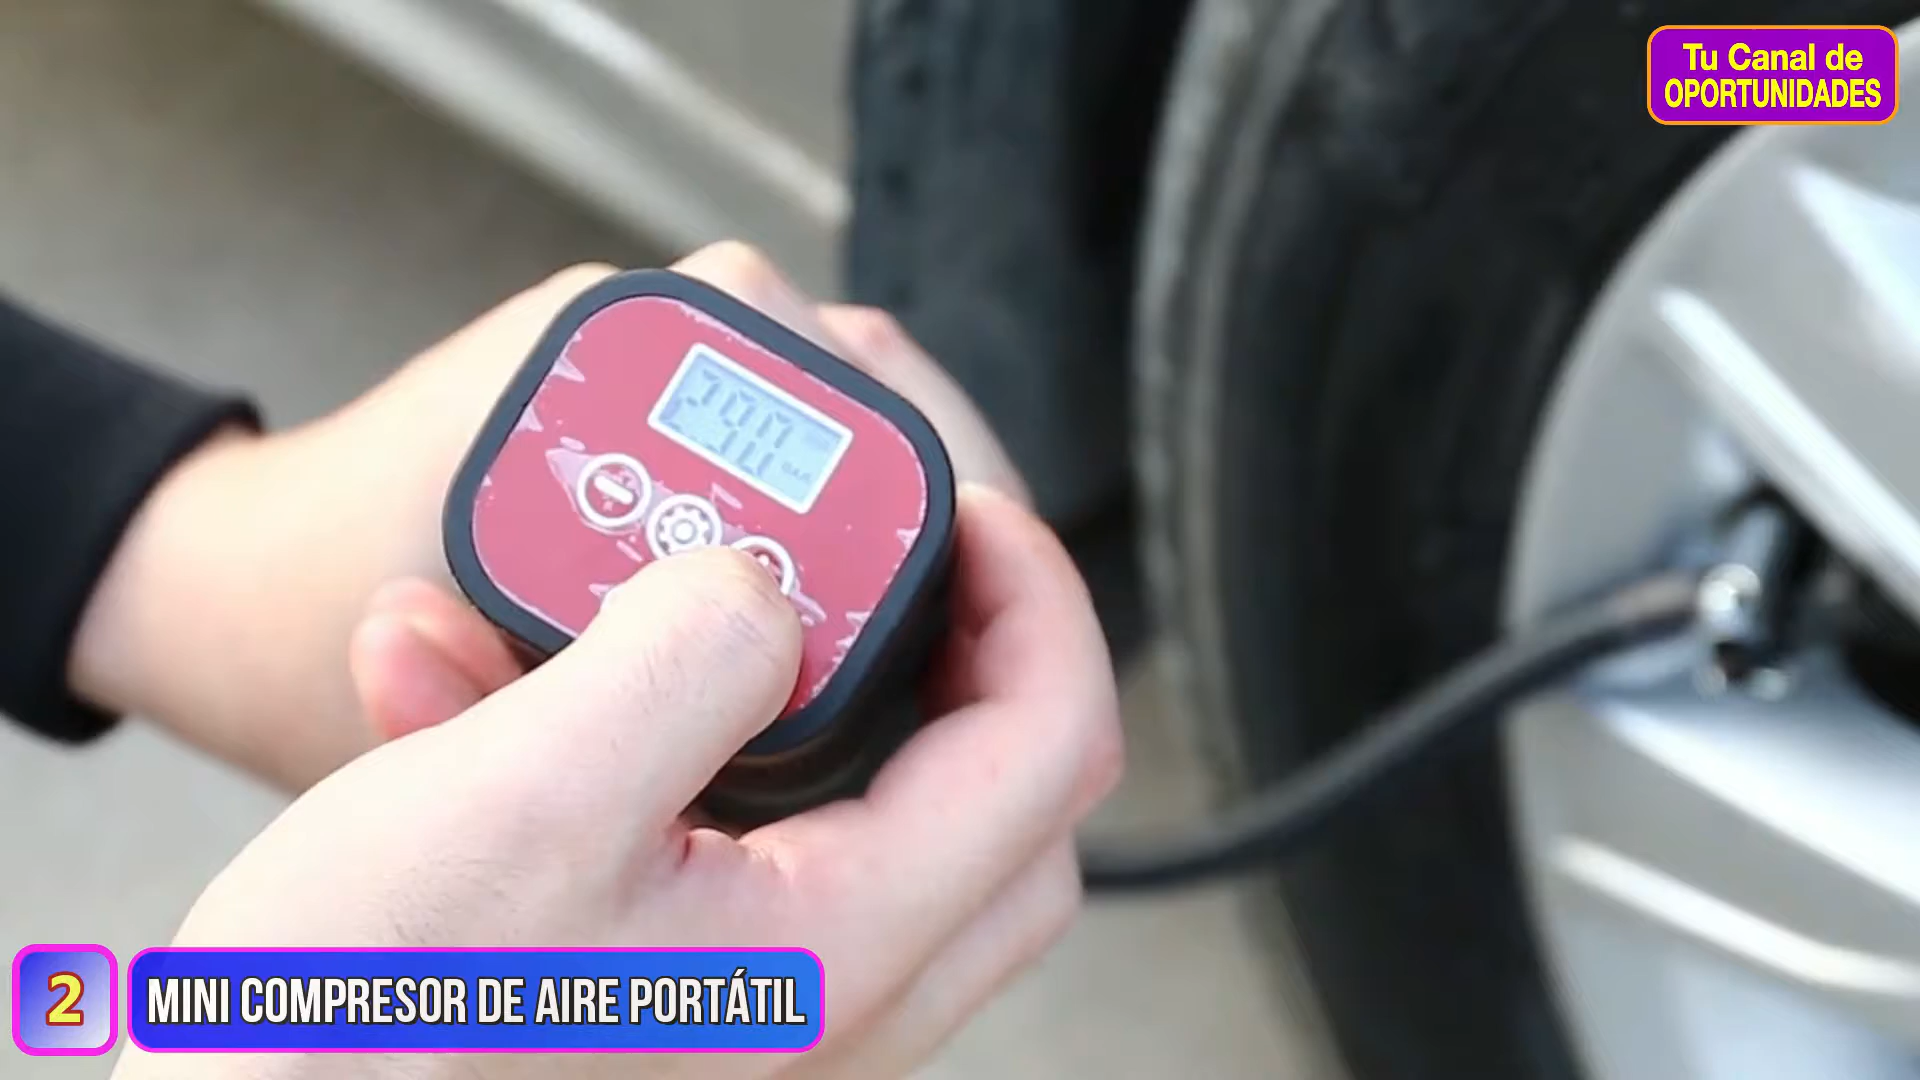 Tu Canal de
OPORTUNIDADES
2 MINI COMPRESOR DE AIRE PORTÁTIL